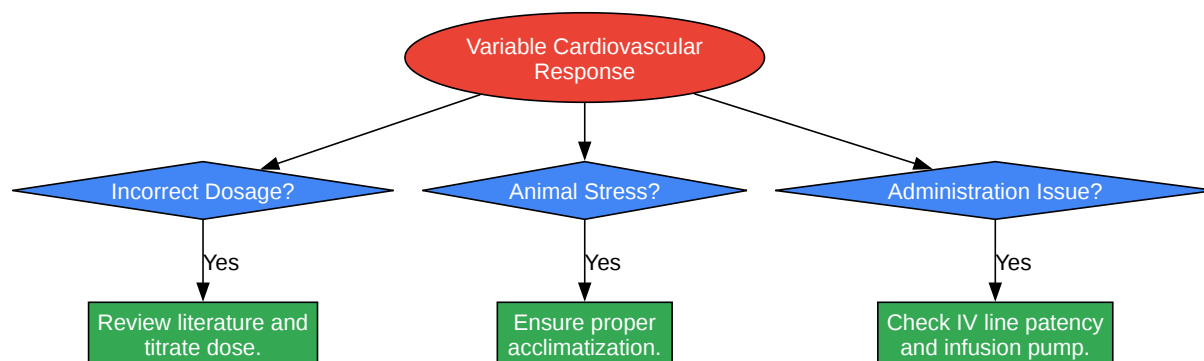 Variable Cardiovascular
Response
Incorrect Dosage?
Animal Stress?
Administration Issue?
Yes
Yes
Yes
Review literature and
titrate dose.
Ensure proper
acclimatization.
Check IV line patency
and infusion pump.